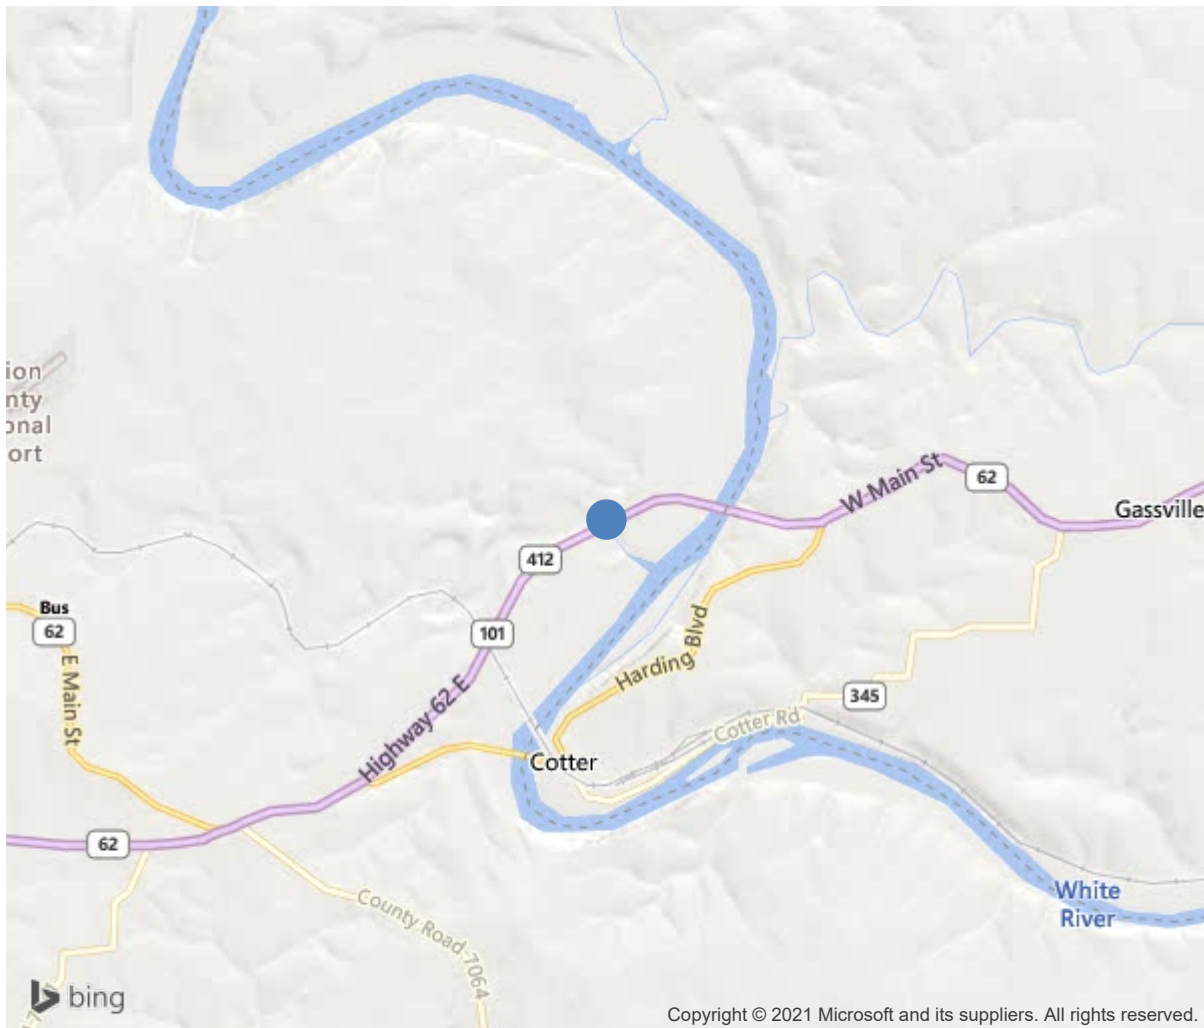 ion
nty
onal
ort
W Main St
62
Gassville
412
Bus
62
E Main St
101
Harding Blvd
Highway 62 E
345
Cotter Rd
Cotter
62
County Road 7064
White
River
bing
Copyright © 2021 Microsoft and its suppliers. All rights reserved.